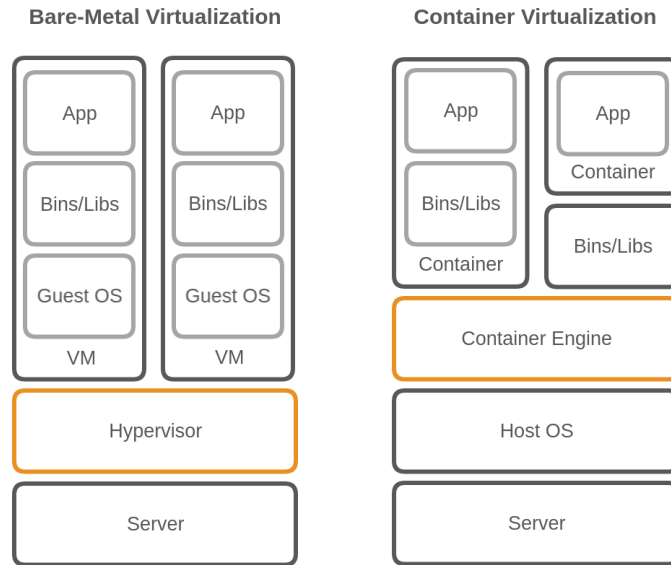 Bare-Metal Virtualization
App
App
Bins/Libs
Bins/Libs
Guest OS
Guest OS
VM
VM
Hypervisor
Server
Container Virtualization
App
App
Container
Bins/Libs
Bins/Libs
Container
Container Engine
Host OS
Server